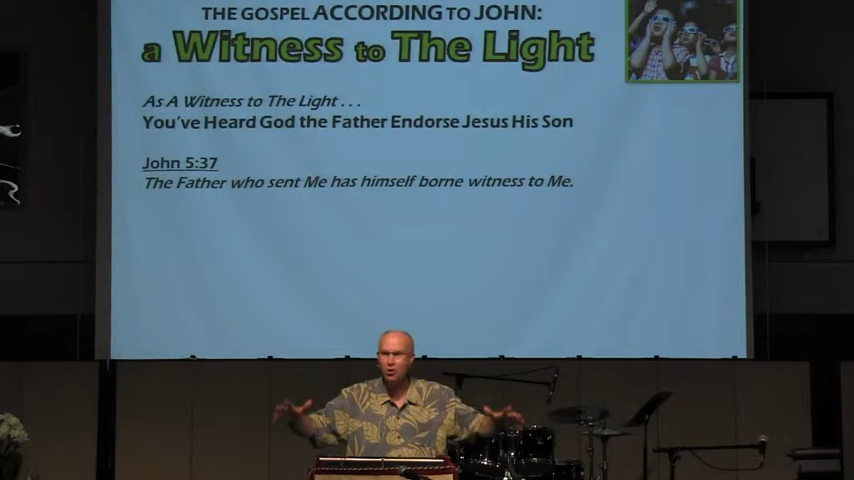 THE GOSPEL ACCORDING TO JOHN:
a Witness to The Light
As A Witness to The Light . . .
You've Heard God the Father Endorse Jesus His Son
John 5:37
The Father who sent Me has himself borne witness to Me.